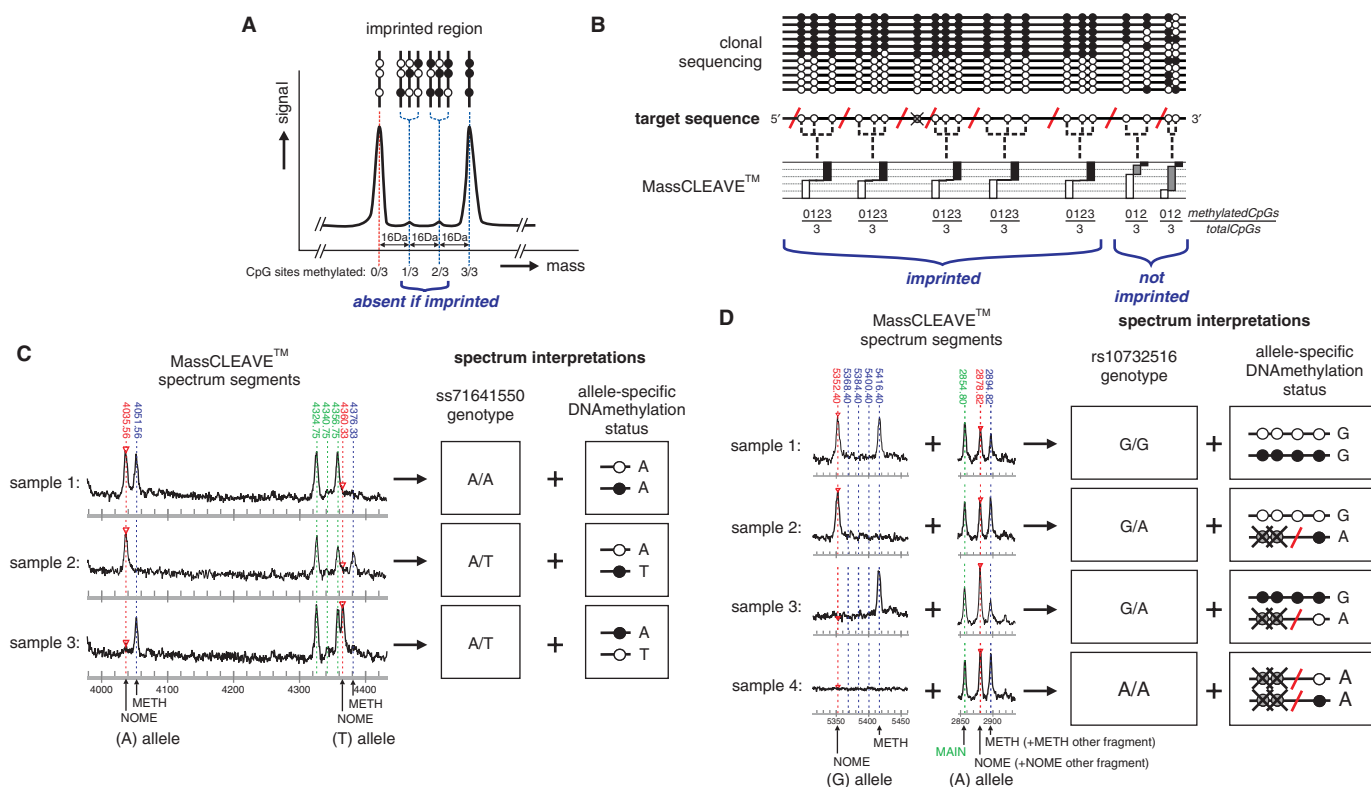 A
imprinted region
signal
16Da 16Da 16Da
mass
CpG sites methylated: 0/3 1/3 2/3 3/3
absent if imprinted
B
clonal
sequencing
target sequence 5′ 3′
MassCLEAVE™
0123 0123 0123 0123 0123 012 012 methylatedCpGs
3 3 3 3 3 3 3 totalCpGs
imprinted
not
imprinted
C
MassCLEAVE™
spectrum segments
spectrum interpretations
ss71641550
genotype
allele-specific
DNAmethylation
status
4035.56
4051.56
4324.75
4340.75
4356.75
4360.33
4376.33
sample 1:
A/A
+
A
A
sample 2:
A/T
+
A
T
sample 3:
A/T
+
A
T
4000 4100 4200 4300 4400
METH
NOME
(A) allele
METH
NOME
(T) allele
D
MassCLEAVE™
spectrum segments
spectrum interpretations
rs10732516
genotype
allele-specific
DNAmethylation
status
5352.40
5368.40
5384.40
5400.40
5416.40
2854.80
2878.82
2894.82
sample 1:
+
G/G
+
G
G
sample 2:
+
G/A
+
G
A
sample 3:
+
G/A
+
G
A
sample 4:
+
A/A
+
A
A
5350 5400 5450
2850 2900
METH
NOME
(G) allele
MAIN
METH (+METH other fragment)
NOME (+NOME other fragment)
(A) allele